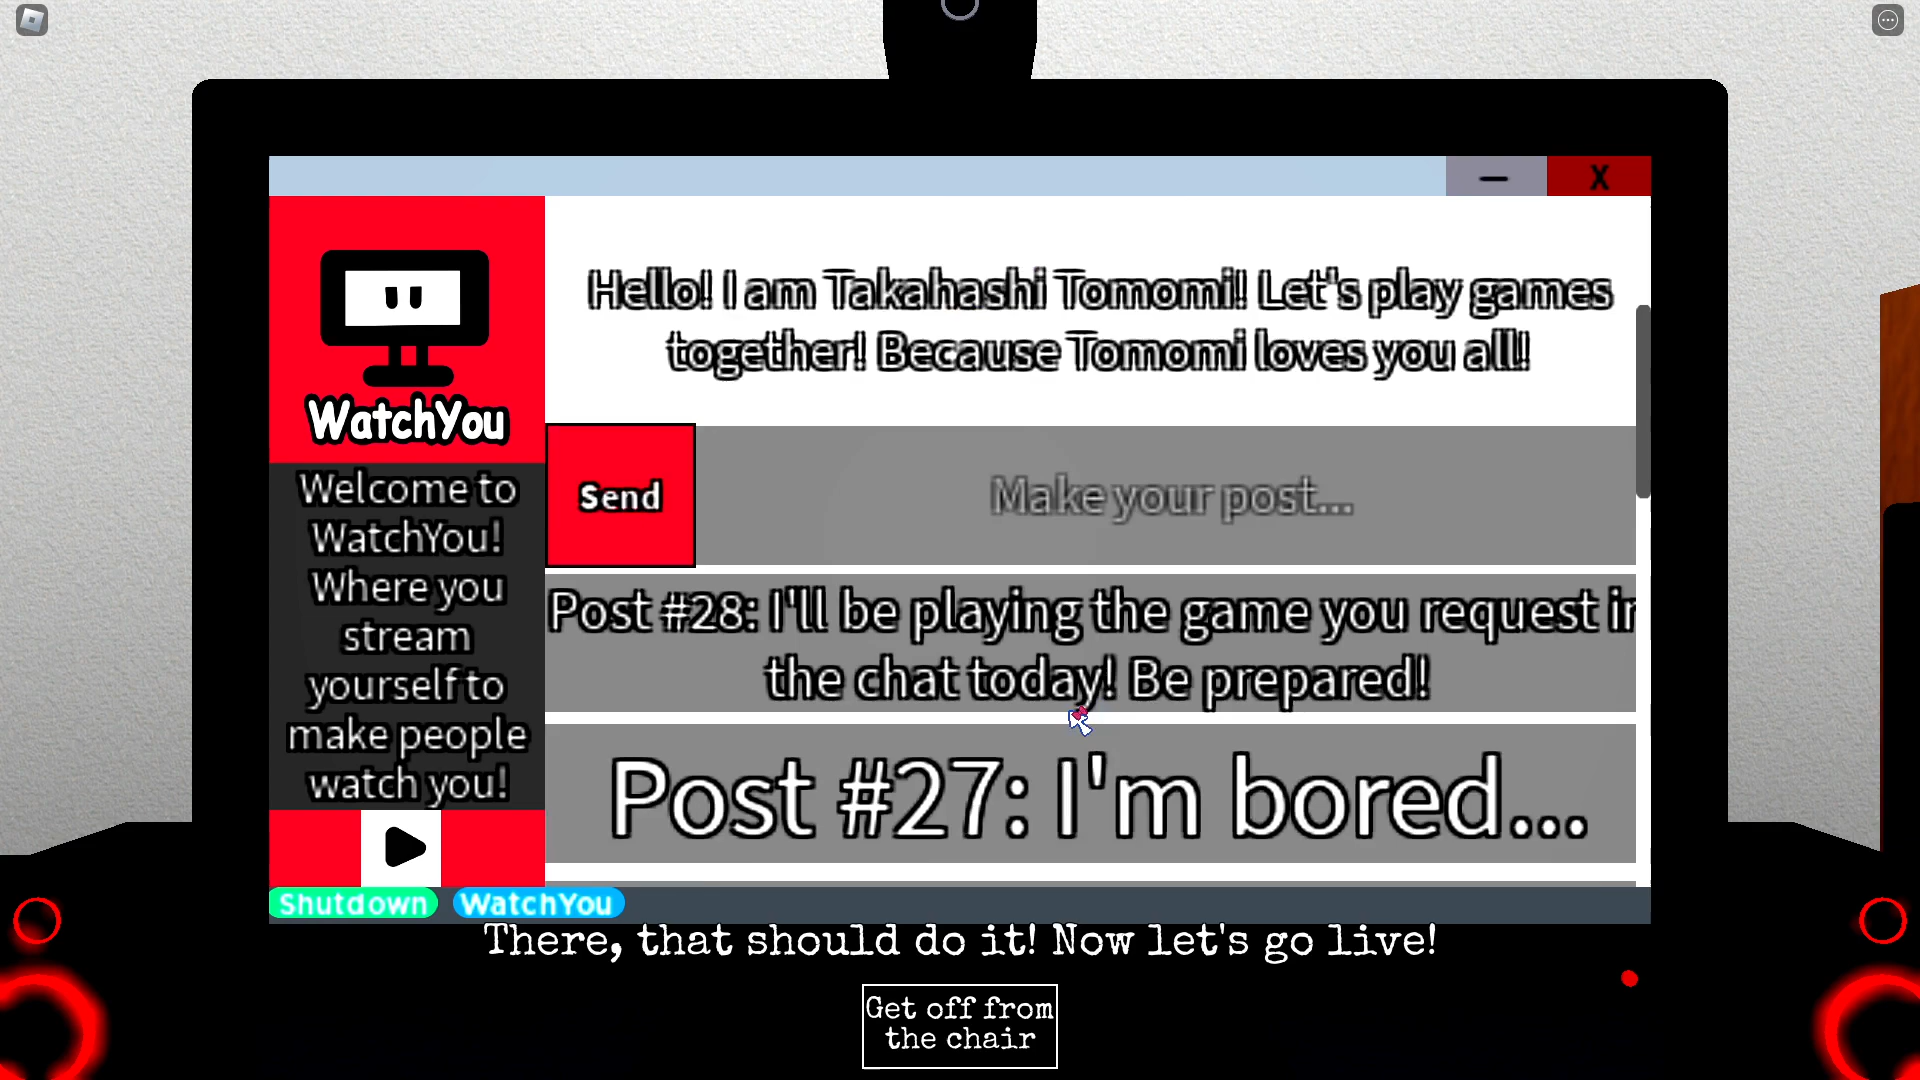 — X
Hello! I am Takahashi Tomomi! Let's play games
together! Because Tomomi loves you all!
WatchYou
Welcome to
WatchYou!
Where you
stream
yourself to
make people
watch you!
Send
Make your post...
Post #28: I'll be playing the game you request in
the chat today! Be prepared!
Post #27: I'm bored...
Shutdown WatchYou
There, that should do it! Now let's go live!
Get off from
the chair